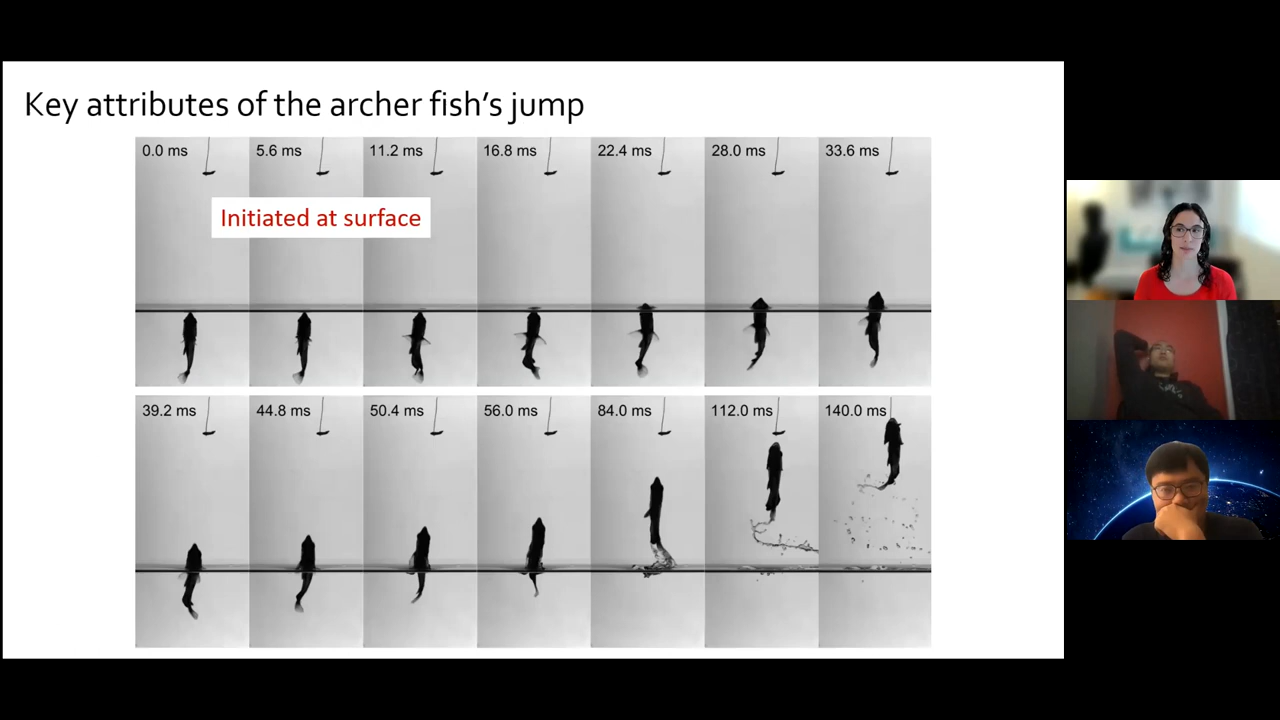 Key attributes of the archer fish's jump
0.0 ms
5.6 ms
11.2 ms
16.8 ms
22.4 ms
28.0 ms
33.6 ms
Initiated at surface
39.2 ms
44.8 ms
50.4 ms
56.0 ms
84.0 ms
112.0 ms
140.0 ms